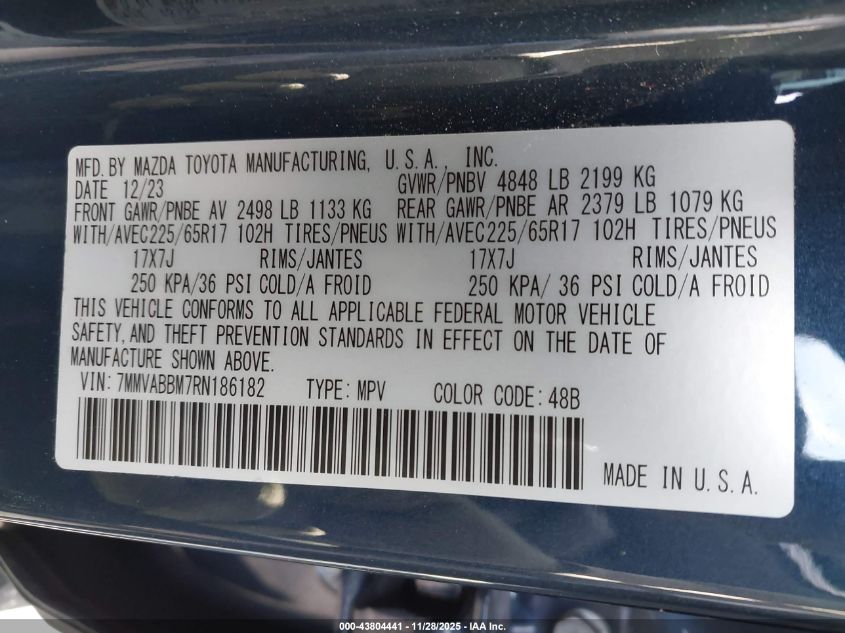 MFD. BY MAZDA TOYOTA MANUFACTURING, U.S.A., INC.
DATE 12/23 GVWR/PNBV 4848 LB 2199 KG
FRONT GAWR/PNBE AV 2498 LB 1133 KG REAR GAWR/PNBE AR 2379 LB 1079 KG
WITH/AVEC225/65R17 102H TIRES/PNEUS WITH/AVEC225/65R17 102H TIRES/PNEUS
17X7J RIMS/JANTES 17X7J RIMS/JANTES
250 KPA/36 PSI COLD/A FROID 250 KPA/ 36 PSI COLD/A FROID
THIS VEHICLE CONFORMS TO ALL APPLICABLE FEDERAL MOTOR VEHICLE
SAFETY, AND THEFT PREVENTION STANDARDS IN EFFECT ON THE DATE OF
MANUFACTURE SHOWN ABOVE.
VIN: 7MMVABBM7RN186182 TYPE: MPV COLOR CODE: 48B
MADE IN U.S.A.
000-43804441 — 11/28/2025 — IAA Inc.